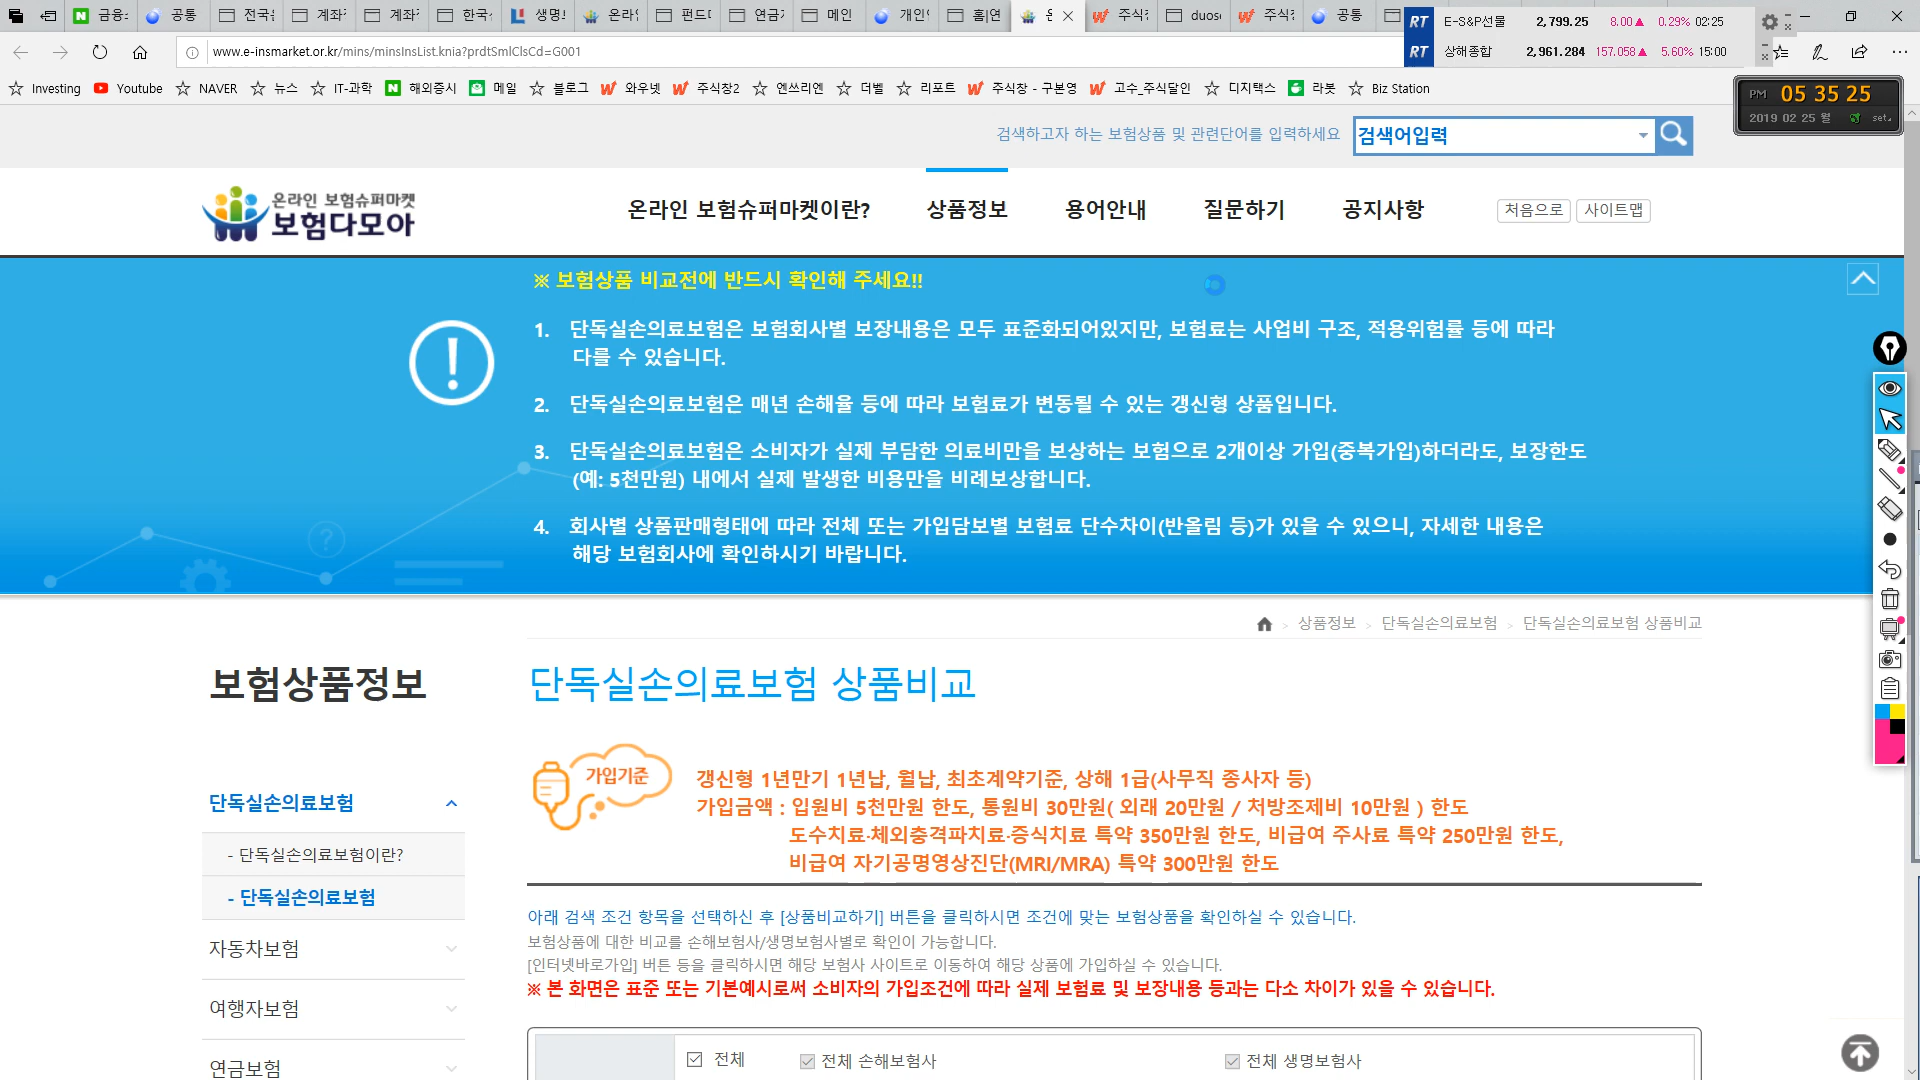 금융
공통
전국은
계좌
계좌
한국
생명보
온라인
펀드
연금
메인
개인
홈|연
온
주식
duos
주식
공통
RT E-S&P선물 2,799.25 8.00▲ 0.29% 02:25
RT 상해종합 2,961.284 157.058▲ 5.60% 15:00
www.e-insmarket.or.kr/mins/minsInsList.knia?prdtSmlClsCd=G001
Investing Youtube NAVER 뉴스 IT-과학 해외증시 메일 블로그 와우넷 주식창2 엔쓰리엔 더벨 리포트 주식창 - 구본영 고수_주식달인 디지택스 라봇 Biz Station
PM 05 35 25
2019 02 25 월 set
검색하고자 하는 보험상품 및 관련단어를 입력하세요 검색어입력
온라인 보험슈퍼마켓
보험다모아
온라인 보험슈퍼마켓이란? 상품정보 용어안내 질문하기 공지사항 처음으로 사이트맵
※ 보험상품 비교전에 반드시 확인해 주세요!!
1. 단독실손의료보험은 보험회사별 보장내용은 모두 표준화되어있지만, 보험료는 사업비 구조, 적용위험률 등에 따라
다를 수 있습니다.
2. 단독실손의료보험은 매년 손해율 등에 따라 보험료가 변동될 수 있는 갱신형 상품입니다.
3. 단독실손의료보험은 소비자가 실제 부담한 의료비만을 보상하는 보험으로 2개이상 가입(중복가입)하더라도, 보장한도
(예: 5천만원) 내에서 실제 발생한 비용만을 비례보상합니다.
4. 회사별 상품판매형태에 따라 전체 또는 가입담보별 보험료 단수차이(반올림 등)가 있을 수 있으니, 자세한 내용은
해당 보험회사에 확인하시기 바랍니다.
> 상품정보 > 단독실손의료보험 > 단독실손의료보험 상품비교
보험상품정보
단독실손의료보험
- 단독실손의료보험이란?
- 단독실손의료보험
자동차보험
여행자보험
연금보험
단독실손의료보험 상품비교
가입기준
갱신형 1년만기 1년납, 월납, 최초계약기준, 상해 1급(사무직 종사자 등)
가입금액 : 입원비 5천만원 한도, 통원비 30만원( 외래 20만원 / 처방조제비 10만원 ) 한도
도수치료·체외충격파치료·증식치료 특약 350만원 한도, 비급여 주사료 특약 250만원 한도,
비급여 자기공명영상진단(MRI/MRA) 특약 300만원 한도
아래 검색 조건 항목을 선택하신 후 [상품비교하기] 버튼을 클릭하시면 조건에 맞는 보험상품을 확인하실 수 있습니다.
보험상품에 대한 비교를 손해보험사/생명보험사별로 확인이 가능합니다.
[인터넷바로가입] 버튼 등을 클릭하시면 해당 보험사 사이트로 이동하여 해당 상품에 가입하실 수 있습니다.
※ 본 화면은 표준 또는 기본예시로써 소비자의 가입조건에 따라 실제 보험료 및 보장내용 등과는 다소 차이가 있을 수 있습니다.
전체 전체 손해보험사 전체 생명보험사